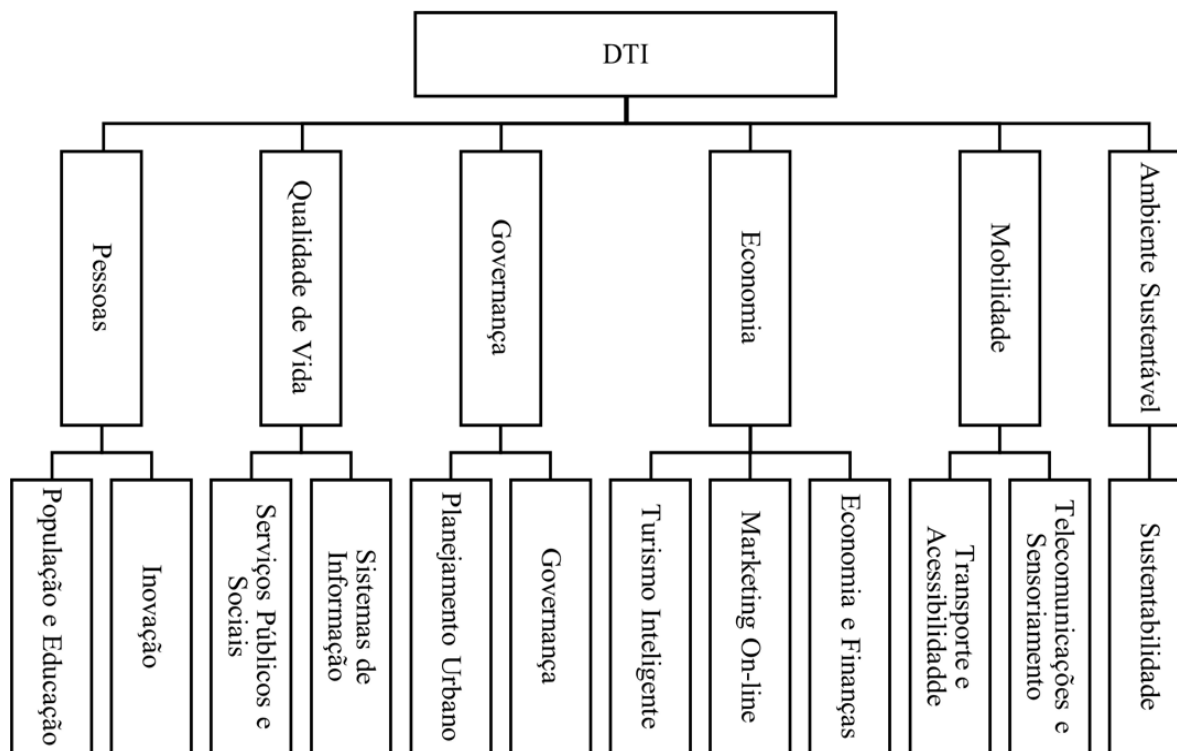 DTI
Pessoas
Qualidade de Vida
Governança
Economia
Mobilidade
Ambiente Sustentável
População e Educação
Inovação
Serviços Públicos e
Sociais
Sistemas de
Informação
Planejamento Urbano
Governança
Turismo Inteligente
Marketing On-line
Economia e Finanças
Transporte e
Acessibilidadde
Telecomunicações e
Sensoriamento
Sustentabilidade